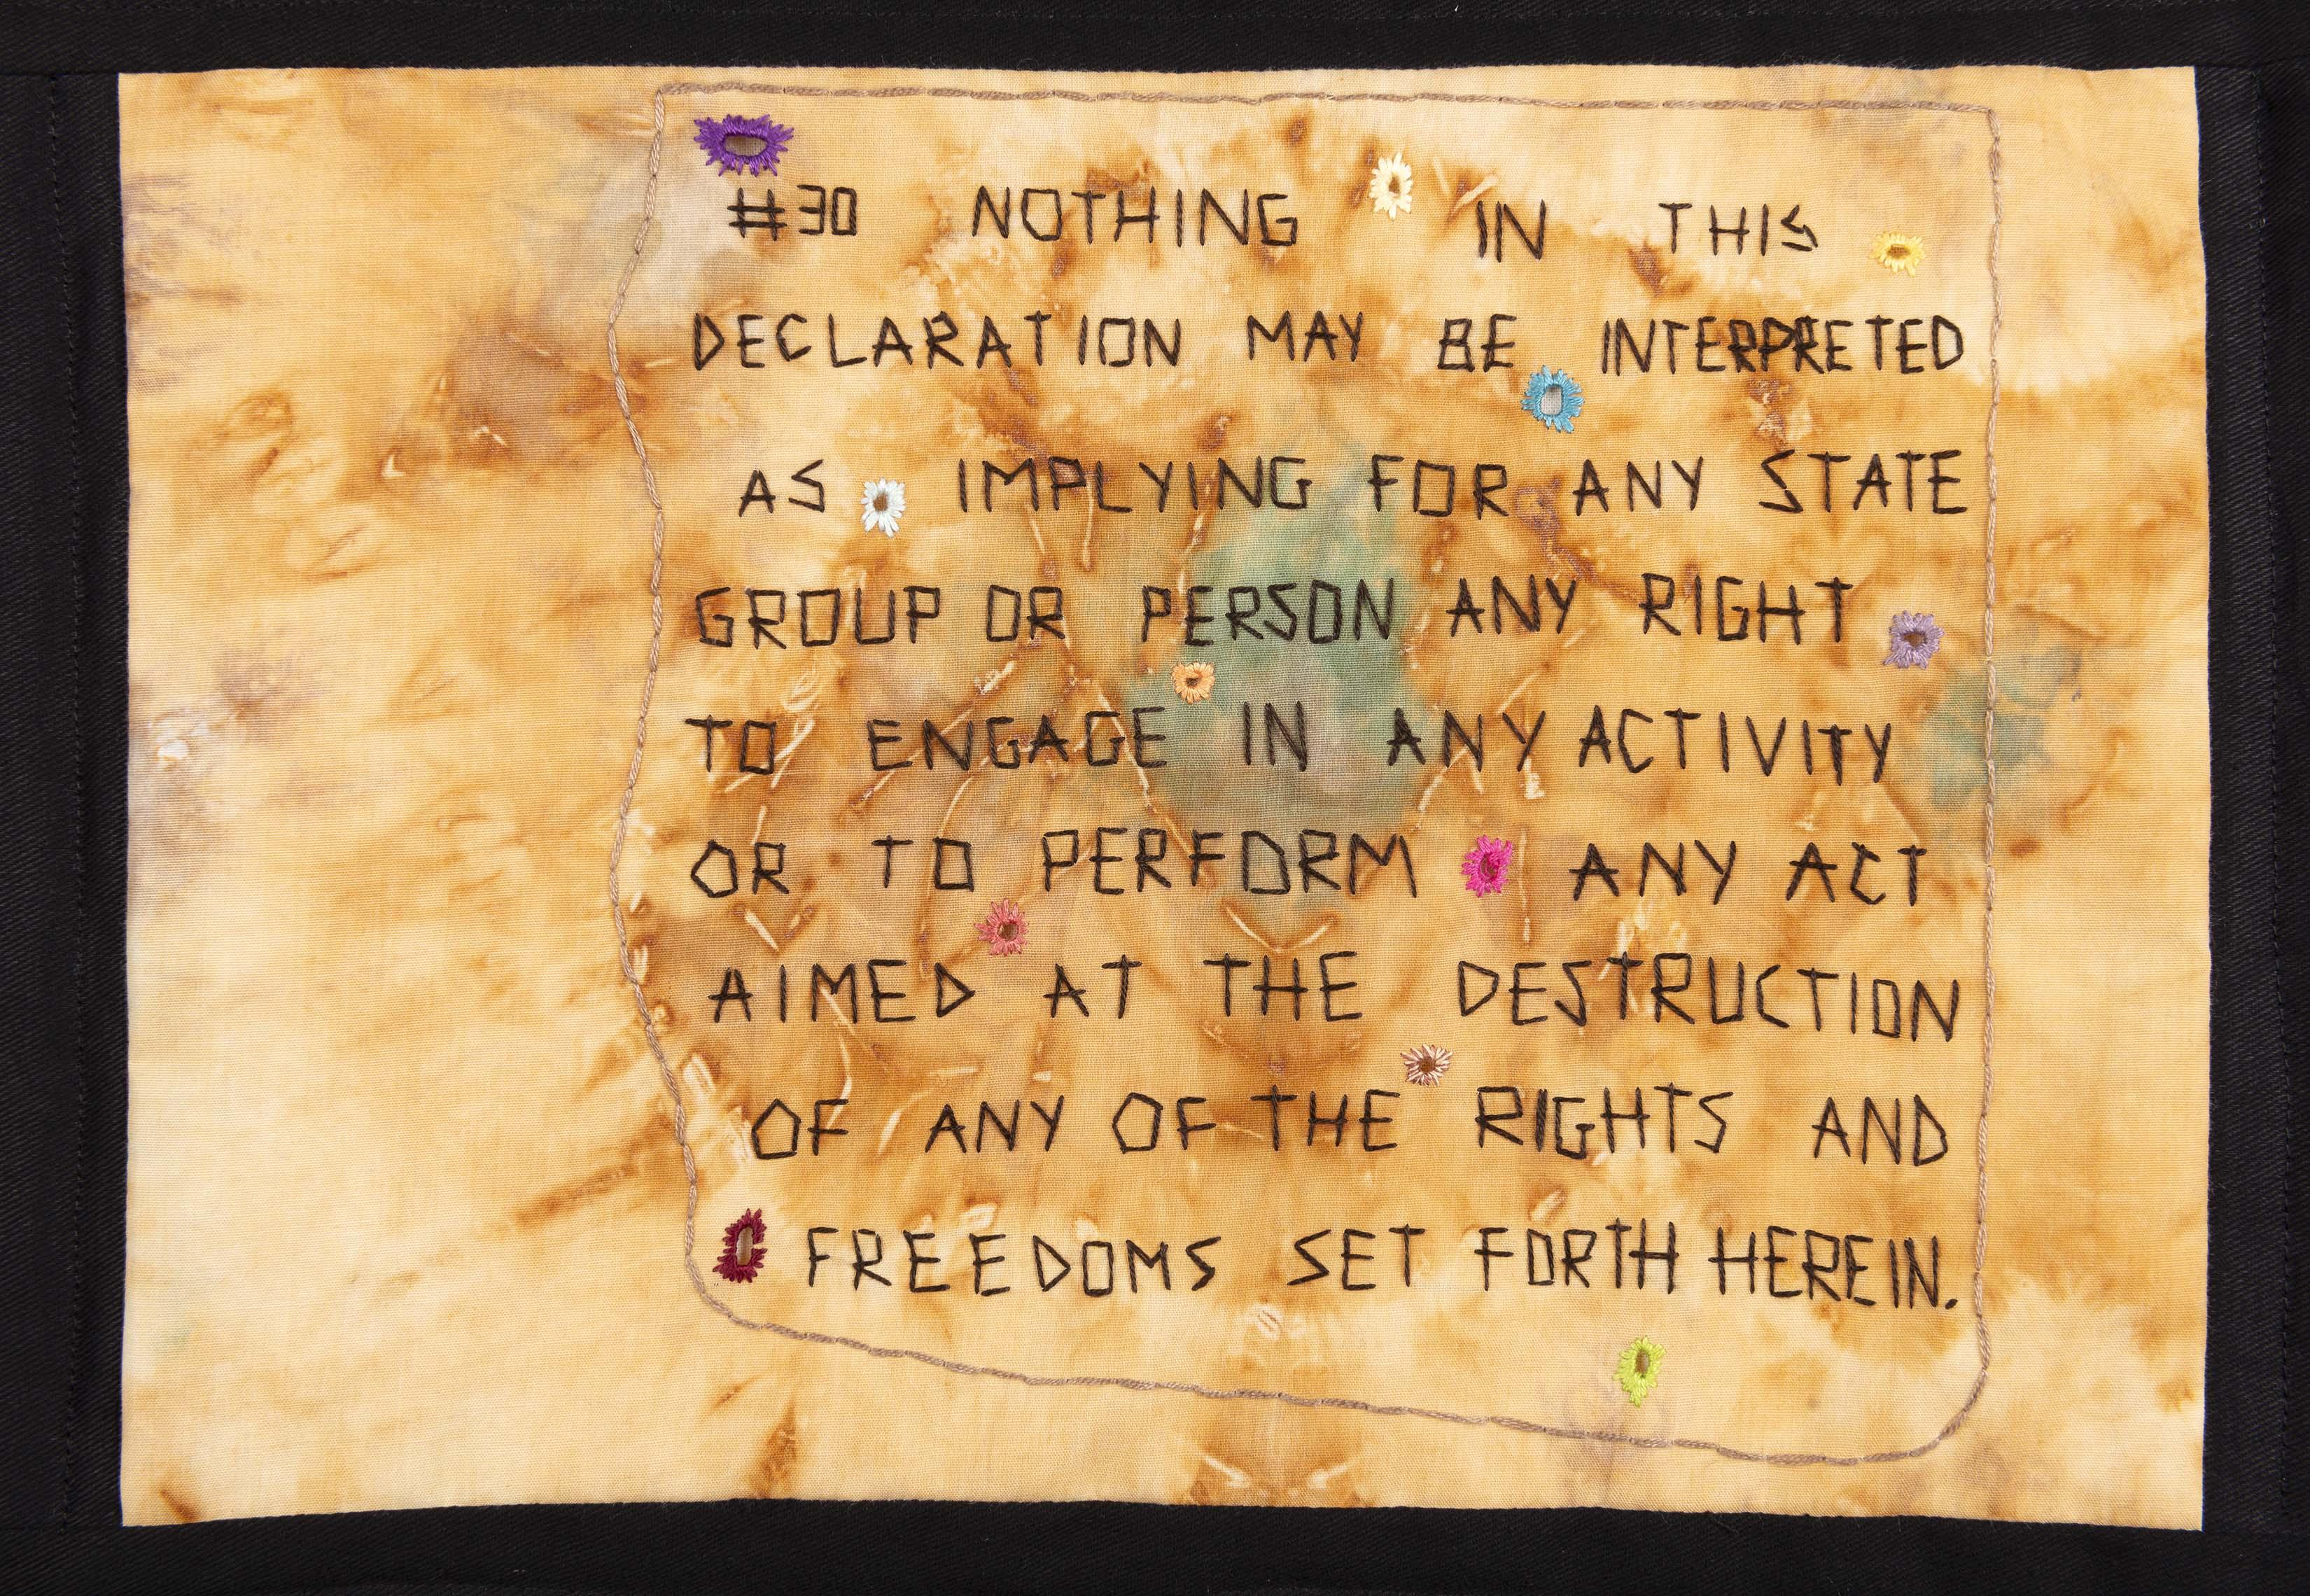 #30 NOTHING IN THIS
DECLARATION MAY BE INTERPRETED
AS IMPLYING FOR ANY STATE
GROUP OR PERSON ANY RIGHT
TO ENGAGE IN ANY ACTIVITY
OR TO PERFORM ANY ACT
AIMED AT THE DESTRUCTION
OF ANY OF THE RIGHTS AND
FREEDOMS SET FORTH HEREIN.